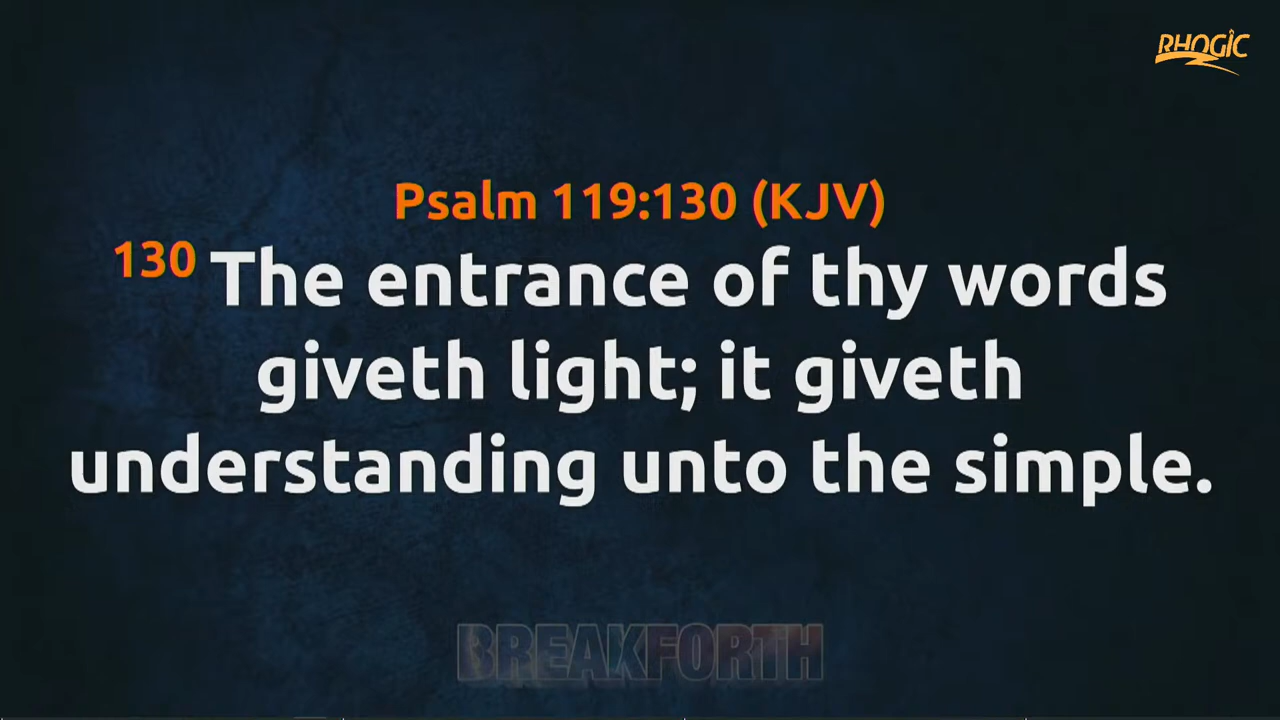 RHOGIC
Psalm 119:130 (KJV)
130 The entrance of thy words
giveth light; it giveth
understanding unto the simple.
BREAKFORTH